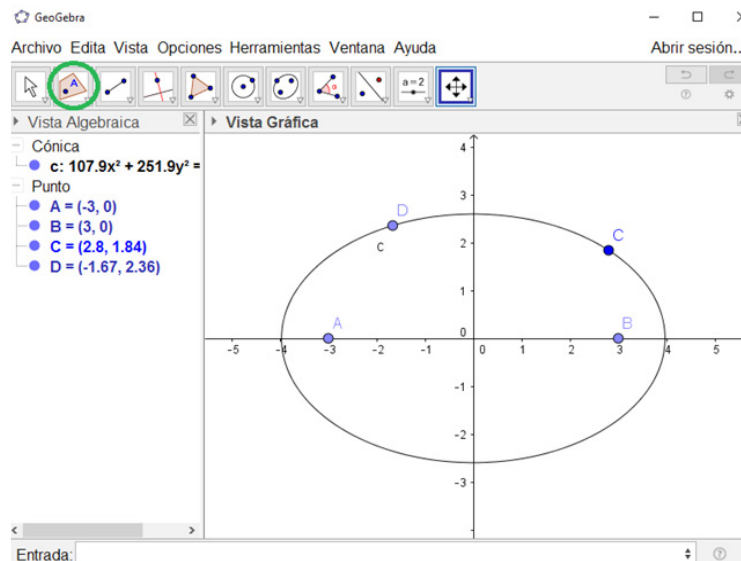 GeoGebra
Archivo Edita Vista Opciones Herramientas Ventana Ayuda Abrir sesión...
A a=2
Vista Algebraica
Vista Gráfica
Cónica
c: 107.9x² + 251.9y² =
Punto
A = (-3, 0)
B = (3, 0)
C = (2.8, 1.84)
D = (-1.67, 2.36)
4
3
D
C
c
2
1
A
0
B
-5 -4 -3 -2 -1 0 1 2 3 4 5
-1
-2
-3
Entrada: